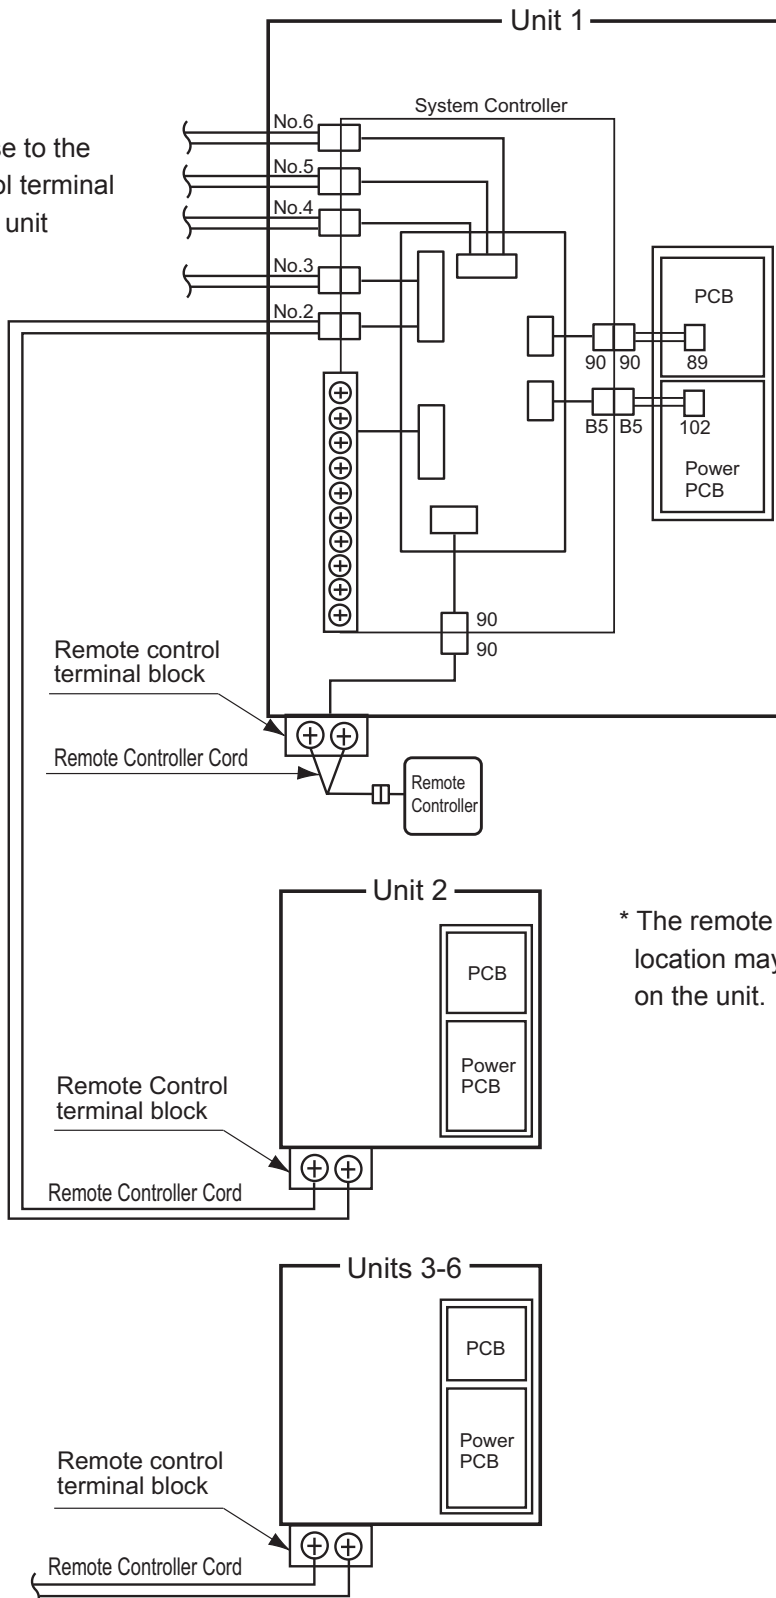 Unit 1
System Controller
No.6
se to the
No.5
ol terminal
No.4
unit
No.3
No.2
PCB
90 90
89
B5 B5
102
Power
PCB
90
90
Remote control
terminal block
Remote Controller Cord
Remote
Controller
Unit 2
* The remote
location may
on the unit.
PCB
Power
PCB
Remote Control
terminal block
Remote Controller Cord
Units 3-6
PCB
Power
PCB
Remote control
terminal block
Remote Controller Cord